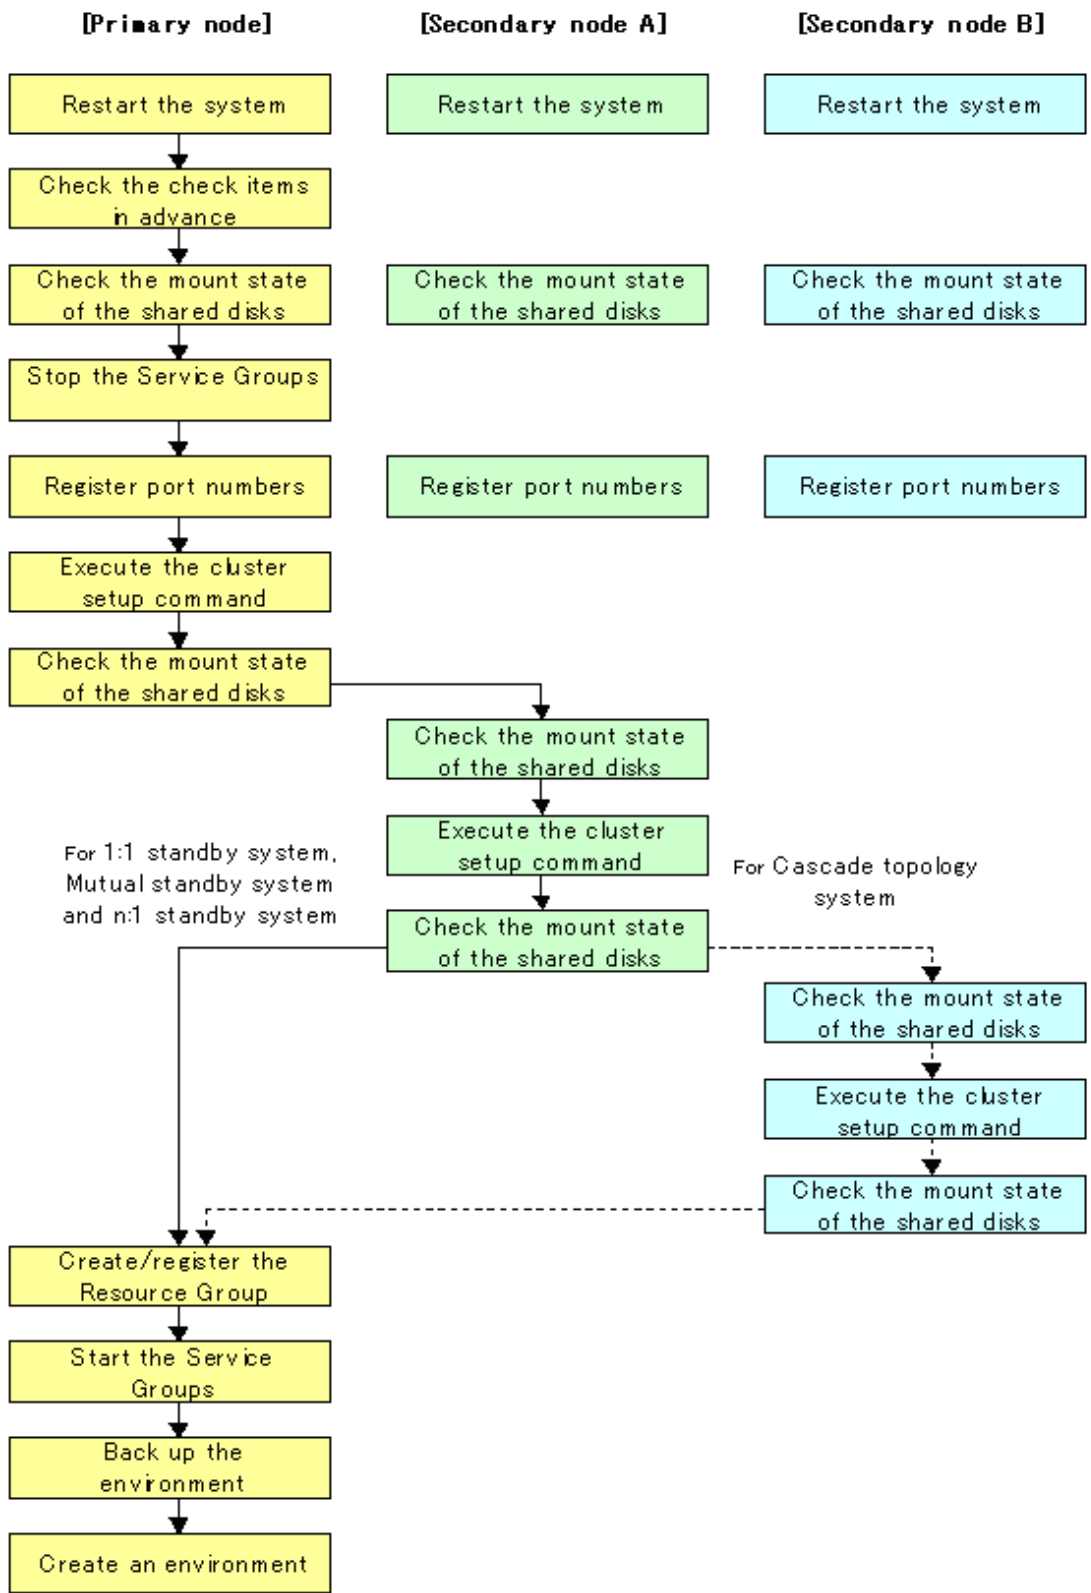 [Primary node]
[Secondary node A]
[Secondary node B]
Restart the system
Restart the system
Restart the system
Check the check items
in advance
Check the mount state
of the shared disks
Check the mount state
of the shared disks
Check the mount state
of the shared disks
Stop the Service Groups
Register port numbers
Register port numbers
Register port numbers
Execute the cluster
setup command
Check the mount state
of the shared disks
Check the mount state
of the shared disks
Execute the cluster
setup command
For 1:1 standby system,
Mutual standby system
and n:1 standby system
For Cascade topology
system
Check the mount state
of the shared disks
Check the mount state
of the shared disks
Execute the cluster
setup command
Check the mount state
of the shared disks
Create/register the
Resource Group
Start the Service
Groups
Back up the
environment
Create an environment